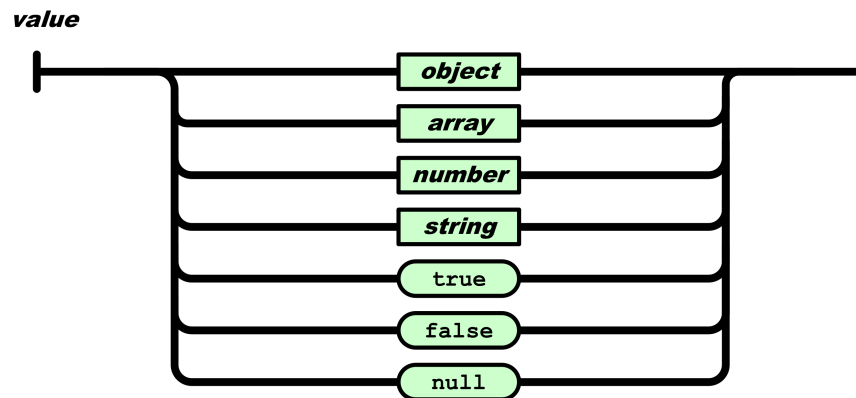 value
object
array
number
string
true
false
null